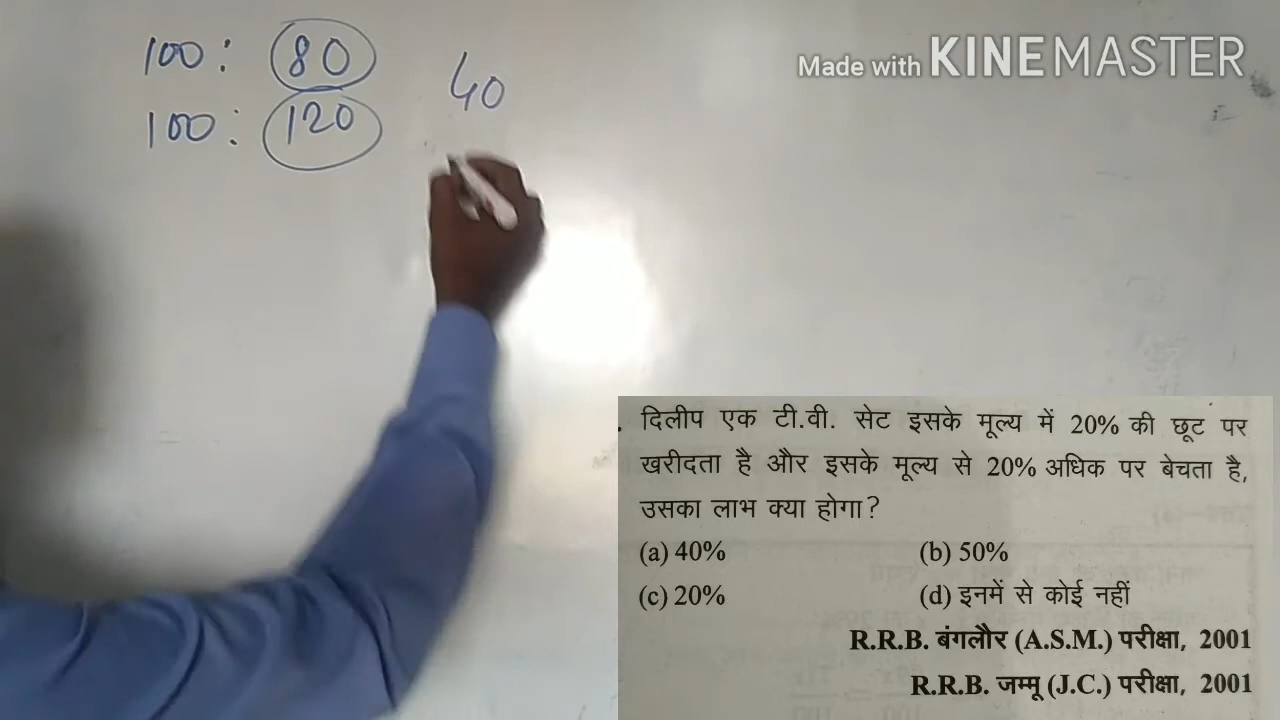 Made with KINEMASTER
100 : 80
40
100 : 120
दिलीप एक टी.वी. सेट इसके मूल्य में 20% की छूट पर
खरीदता है और इसके मूल्य से 20% अधिक पर बेचता है,
उसका लाभ क्या होगा?
(a) 40% (b) 50%
(c) 20% (d) इनमें से कोई नहीं
R.R.B. बंगलौर (A.S.M.) परीक्षा, 2001
R.R.B. जम्मू (J.C.) परीक्षा, 2001